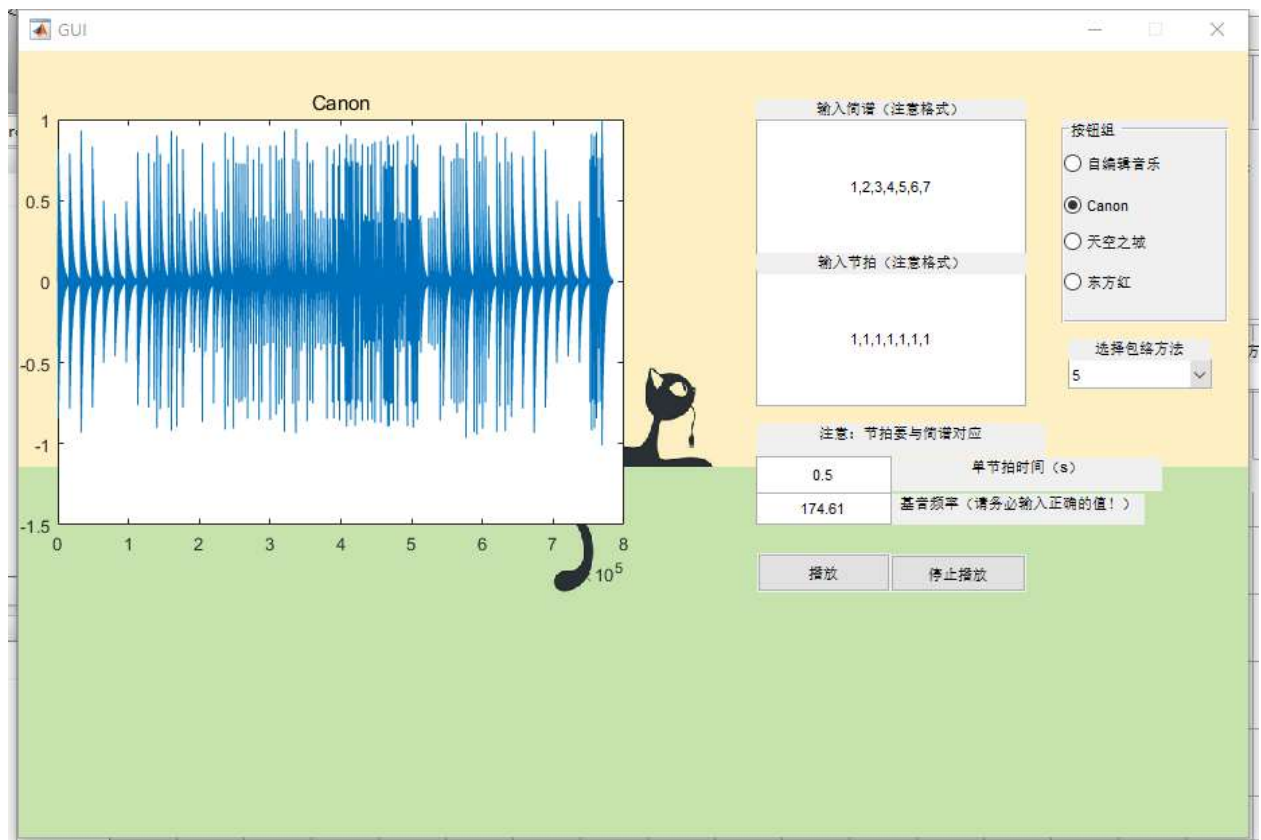 GUI
Canon
1
0.5
0
-0.5
-1
-1.5
0 1 2 3 4 5 6 7 8
10^5
输入简谱（注意格式）
1,2,3,4,5,6,7
输入节拍（注意格式）
1,1,1,1,1,1,1
注意：节拍要与简谱对应
0.5 单节拍时间（s）
174.61 基音频率（请务必输入正确的值！）
播放 停止播放
按钮组
自编辑音乐
Canon
天空之城
东方红
选择包络方法
5